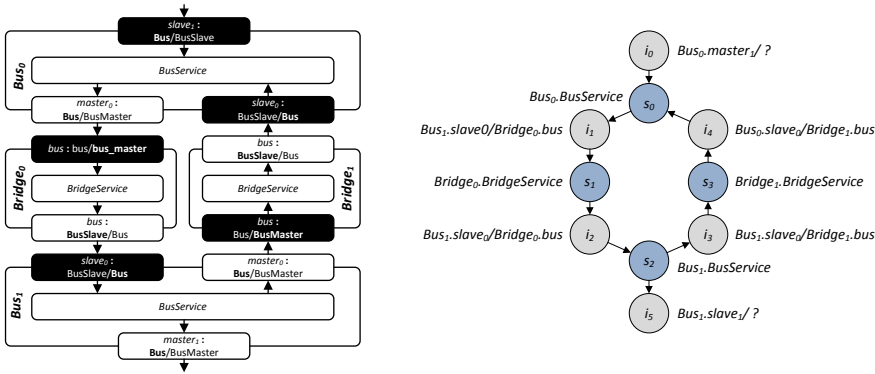 slave₁ :
Bus/BusSlave
Bus₀
BusService
master₀ :
Bus/BusMaster
slave₀ :
BusSlave/Bus
Bridge₀
bus : bus/bus_master
BridgeService
bus:
BusSlave/Bus
bus:
BusSlave/Bus
BridgeService
bus:
Bus/BusMaster
Bridge₁
slave₀ :
BusSlave/Bus
master₀ :
Bus/BusMaster
Bus₁
BusService
master₁ :
Bus/BusMaster
i₀
Bus₀.master₁/ ?
Bus₀.BusService
s₀
Bus₁.slave0/Bridge₀.bus
i₁
i₄
Bus₀.slave₀/Bridge₁.bus
Bridge₀.BridgeService
s₁
s₃
Bridge₁.BridgeService
Bus₁.slave₀/Bridge₀.bus
i₂
i₃
Bus₁.slave₀/Bridge₁.bus
s₂
Bus₁.BusService
i₅
Bus₁.slave₁/ ?